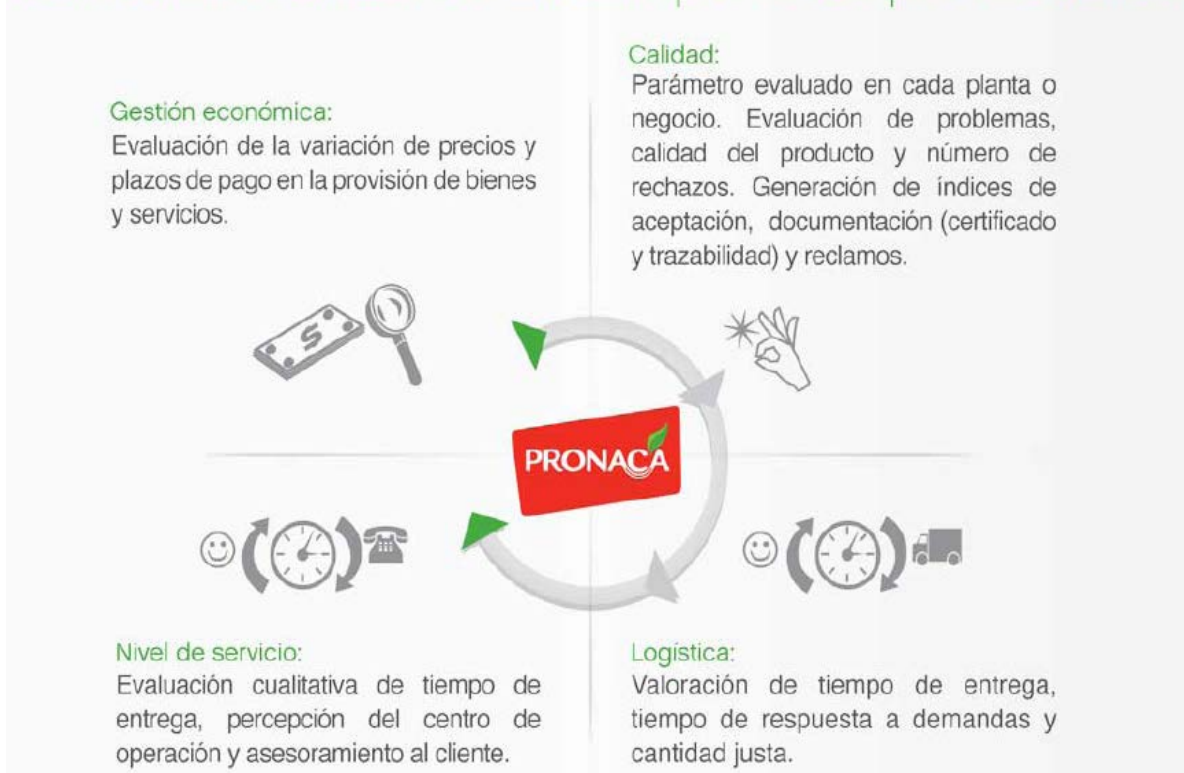 Gestión económica:
Evaluación de la variación de precios y
plazos de pago en la provisión de bienes
y servicios.
Calidad:
Parámetro evaluado en cada planta o
negocio. Evaluación de problemas,
calidad del producto y número de
rechazos. Generación de índices de
aceptación, documentación (certificado
y trazabilidad) y reclamos.
PRONACA
Nivel de servicio:
Evaluación cualitativa de tiempo de
entrega, percepción del centro de
operación y asesoramiento al cliente.
Logística:
Valoración de tiempo de entrega,
tiempo de respuesta a demandas y
cantidad justa.